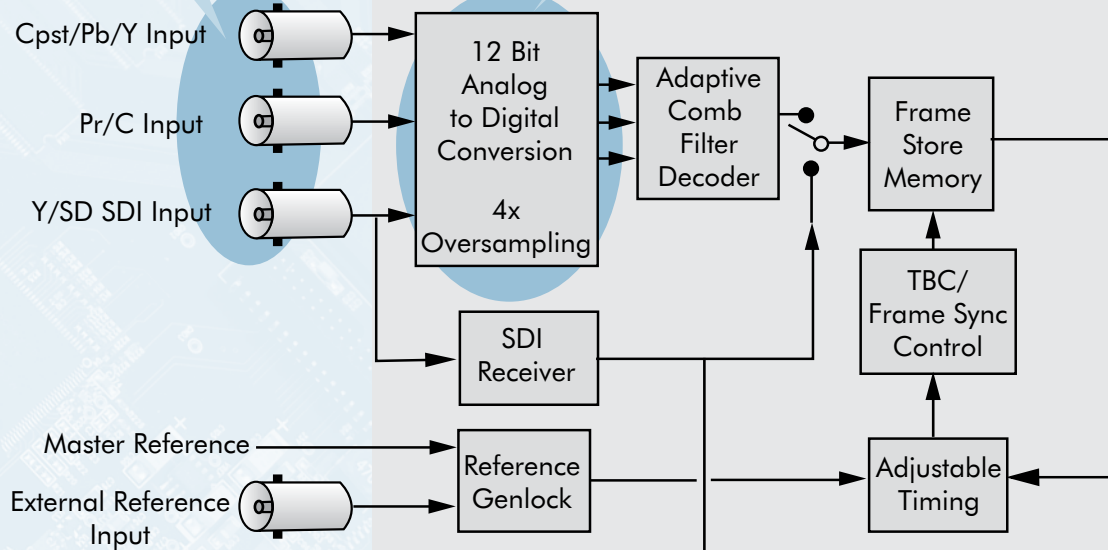 Cpst/Pb/Y Input
Pr/C Input
Y/SD SDI Input
12 Bit
Analog
to Digital
Conversion
4x
Oversampling
Adaptive
Comb
Filter
Decoder
Frame
Store
Memory
TBC/
Frame Sync
Control
SDI
Receiver
Master Reference
External Reference
Input
Reference
Genlock
Adjustable
Timing